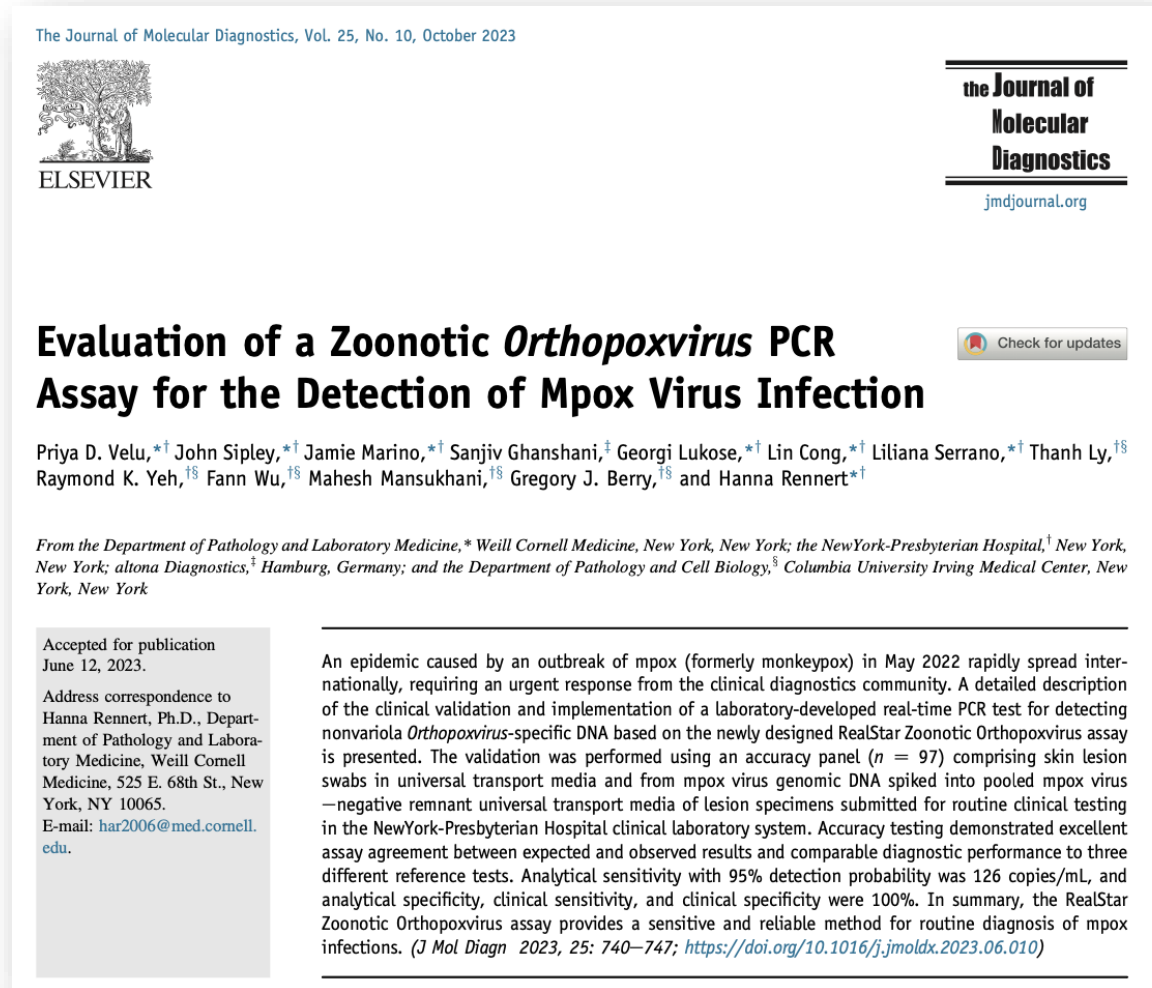 The Journal of Molecular Diagnostics, Vol. 25, No. 10, October 2023
ELSEVIER
the Journal of
Molecular
Diagnostics
jmdjournal.org
Evaluation of a Zoonotic Orthopoxvirus PCR
Assay for the Detection of Mpox Virus Infection
Check for updates
Priya D. Velu,*† John Sipley,*† Jamie Marino,*† Sanjiv Ghanshani,‡ Georgi Lukose,*† Lin Cong,*† Liliana Serrano,*† Thanh Ly,†§
Raymond K. Yeh,†§ Fann Wu,†§ Mahesh Mansukhani,†§ Gregory J. Berry,†§ and Hanna Rennert*†
From the Department of Pathology and Laboratory Medicine,* Weill Cornell Medicine, New York, New York; the NewYork-Presbyterian Hospital,† New York,
New York; altona Diagnostics,‡ Hamburg, Germany; and the Department of Pathology and Cell Biology,§ Columbia University Irving Medical Center, New
York, New York
Accepted for publication
June 12, 2023.
Address correspondence to
Hanna Rennert, Ph.D., Depart-
ment of Pathology and Labora-
tory Medicine, Weill Cornell
Medicine, 525 E. 68th St., New
York, NY 10065.
E-mail: har2006@med.cornell.
edu.
An epidemic caused by an outbreak of mpox (formerly monkeypox) in May 2022 rapidly spread inter-
nationally, requiring an urgent response from the clinical diagnostics community. A detailed description
of the clinical validation and implementation of a laboratory-developed real-time PCR test for detecting
nonvariola Orthopoxvirus-specific DNA based on the newly designed RealStar Zoonotic Orthopoxvirus assay
is presented. The validation was performed using an accuracy panel (n = 97) comprising skin lesion
swabs in universal transport media and from mpox virus genomic DNA spiked into pooled mpox virus
—negative remnant universal transport media of lesion specimens submitted for routine clinical testing
in the NewYork-Presbyterian Hospital clinical laboratory system. Accuracy testing demonstrated excellent
assay agreement between expected and observed results and comparable diagnostic performance to three
different reference tests. Analytical sensitivity with 95% detection probability was 126 copies/mL, and
analytical specificity, clinical sensitivity, and clinical specificity were 100%. In summary, the RealStar
Zoonotic Orthopoxvirus assay provides a sensitive and reliable method for routine diagnosis of mpox
infections. (J Mol Diagn 2023, 25: 740—747; https://doi.org/10.1016/j.jmoldx.2023.06.010)